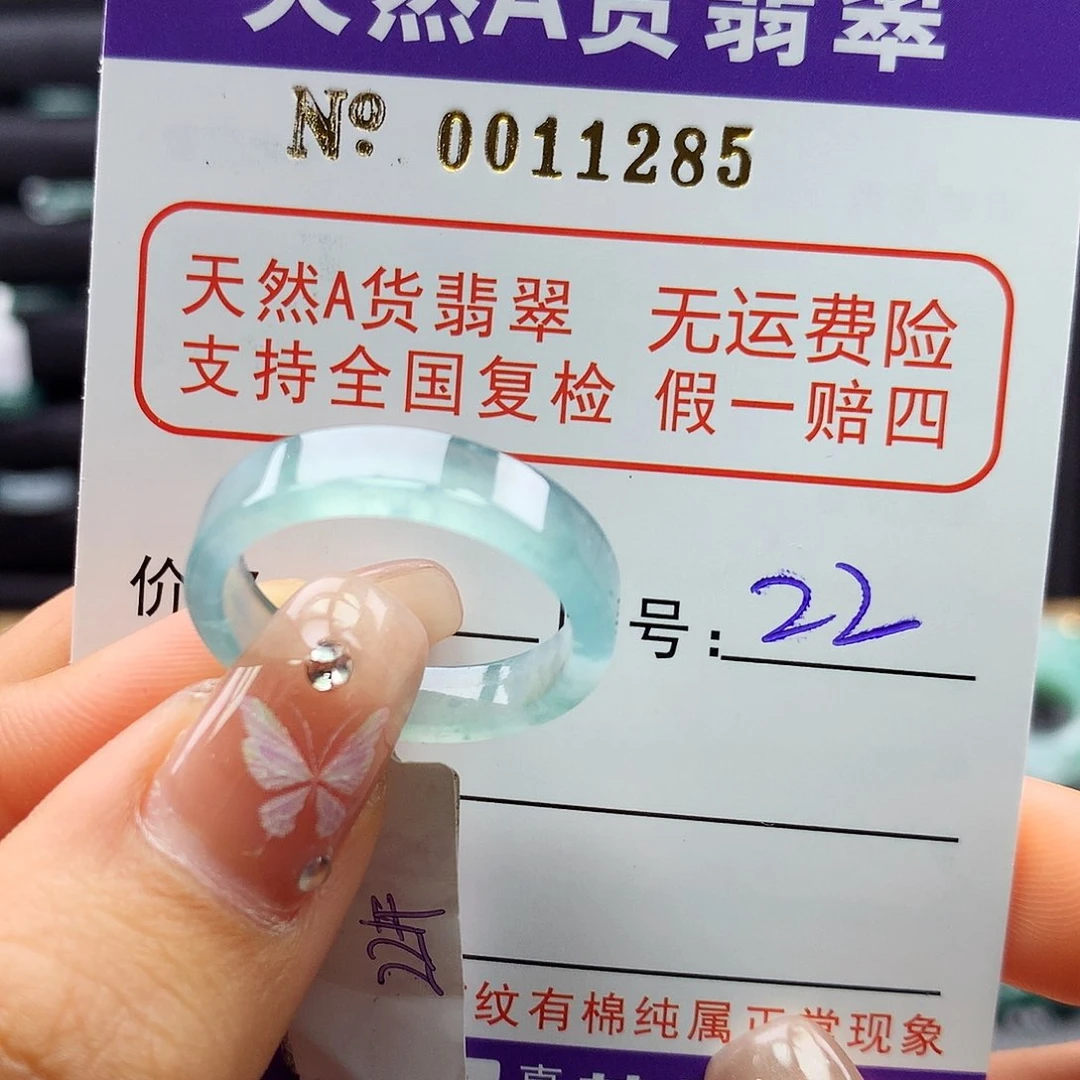 天然A货翡翠
Nº 0011285
天然A货翡翠 无运费险
支持全国复检 假一赔四
价 号: 22
22#
纹有棉纯属正常现象